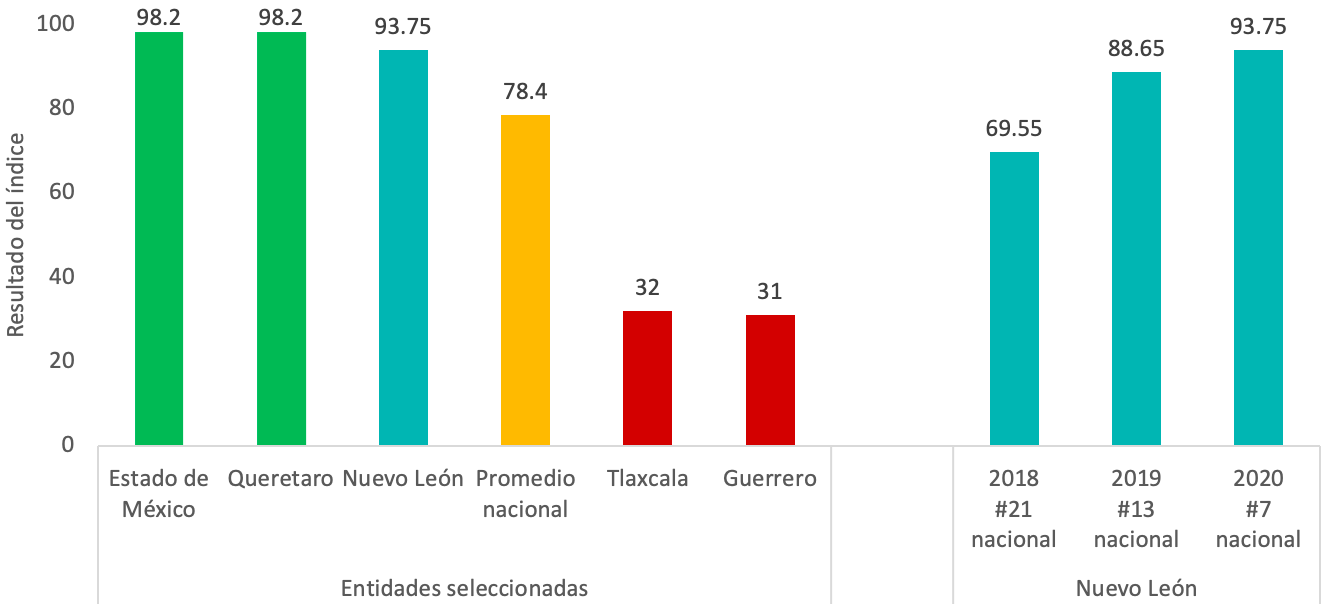 Resultado del índice
100
80
60
40
20
0
98.2
98.2
93.75
78.4
32
31
69.55
88.65
93.75
Estado de
México
Queretaro
Nuevo León
Promedio
nacional
Tlaxcala
Guerrero
2018
#21
nacional
2019
#13
nacional
2020
#7
nacional
Entidades seleccionadas
Nuevo León